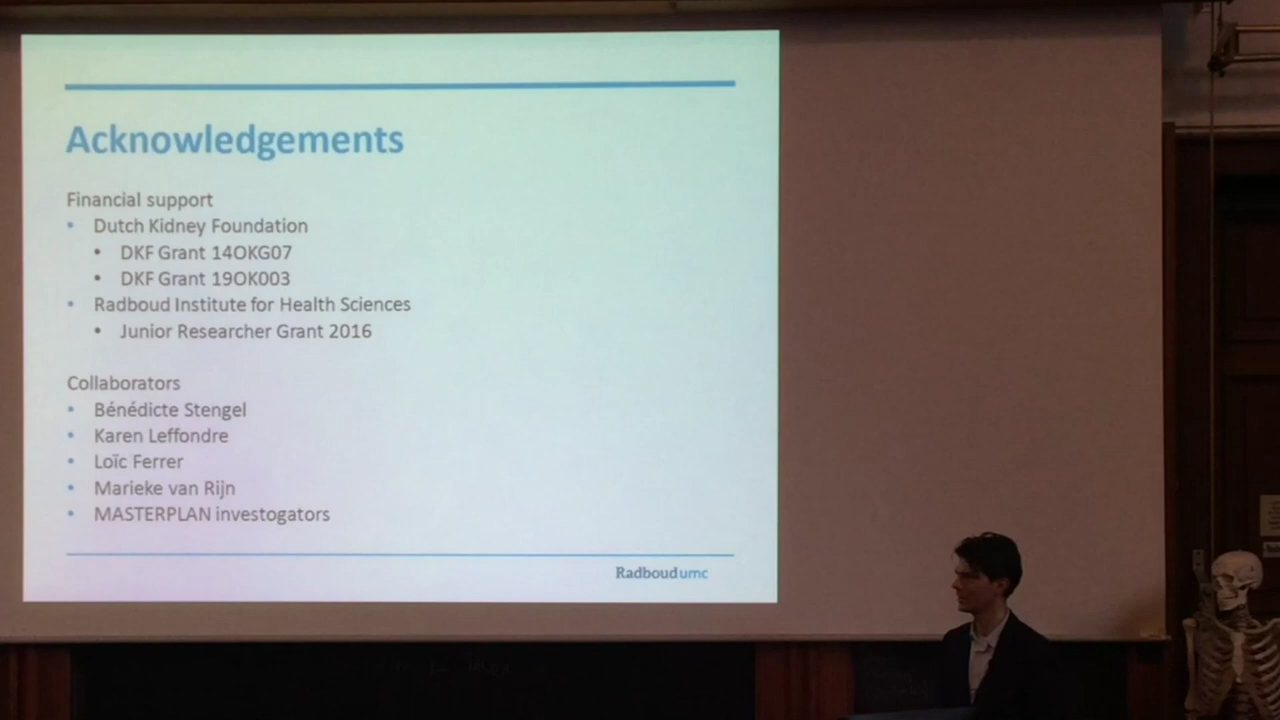 Acknowledgements
Financial support
• Dutch Kidney Foundation
• DKF Grant 14OKG07
• DKF Grant 19OK003
• Radboud Institute for Health Sciences
• Junior Researcher Grant 2016
Collaborators
• Bénédicte Stengel
• Karen Leffondre
• Loïc Ferrer
• Marieke van Rijn
• MASTERPLAN investogators
Radboudumc